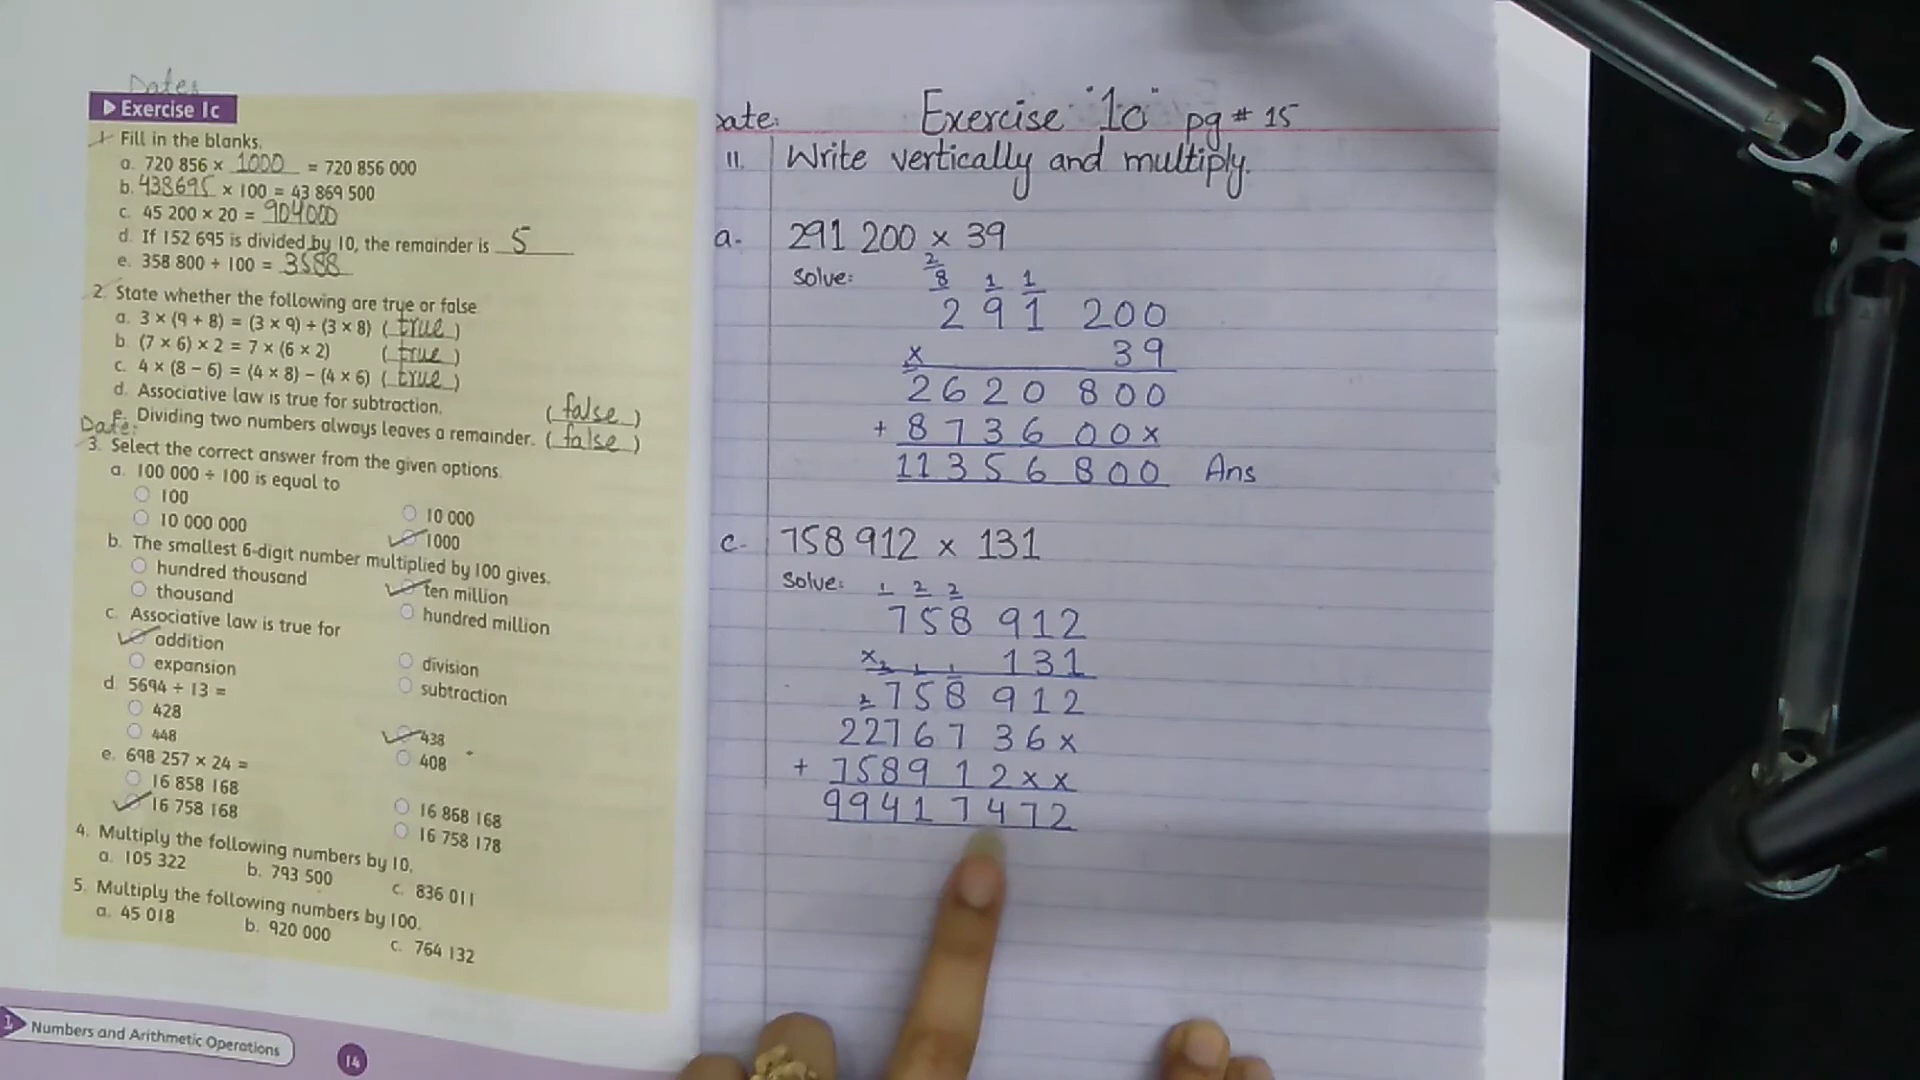 Dates
Exercise 1c
1. Fill in the blanks.
a. 720 856 × 1000 = 720 856 000
b. 438695 × 100 = 43 869 500
c. 45 200 × 20 = 904000
d. If 152 695 is divided by 10, the remainder is 5
e. 358 800 ÷ 100 = 3588
2. State whether the following are true or false
a. 3 × (9 + 8) = (3 × 9) + (3 × 8) (true)
b. (7 × 6) × 2 = 7 × (6 × 2) (true)
c. 4 × (8 − 6) = (4 × 8) − (4 × 6) (true)
d. Associative law is true for subtraction. (false)
e. Dividing two numbers always leaves a remainder. (false)
Date:
3. Select the correct answer from the given options.
a. 100 000 ÷ 100 is equal to
100
10 000
10 000 000
1000
b. The smallest 6-digit number multiplied by 100 gives.
hundred thousand
ten million
thousand
hundred million
c. Associative law is true for
addition
division
expansion
subtraction
d. 5694 ÷ 13 =
428
438
448
408
e. 698 257 × 24 =
16 858 168
16 868 168
16 758 168
16 758 178
4. Multiply the following numbers by 10.
a. 105 322 b. 793 500 c. 836 011
5. Multiply the following numbers by 100.
a. 45 018 b. 920 000 c. 764 132
1 Numbers and Arithmetic Operations 14
Date: Exercise "1c" pg # 15
11. Write vertically and multiply.
a. 291 200 × 39
Solve:
2
8 1 1
291 200
× 39
2620 800
+ 8736 00×
11356 800 Ans
c. 758 912 × 131
Solve: 1 2 2
758 912
× 131
2 1 1
2 758 912
22767 36×
+ 7589 12××
99417472